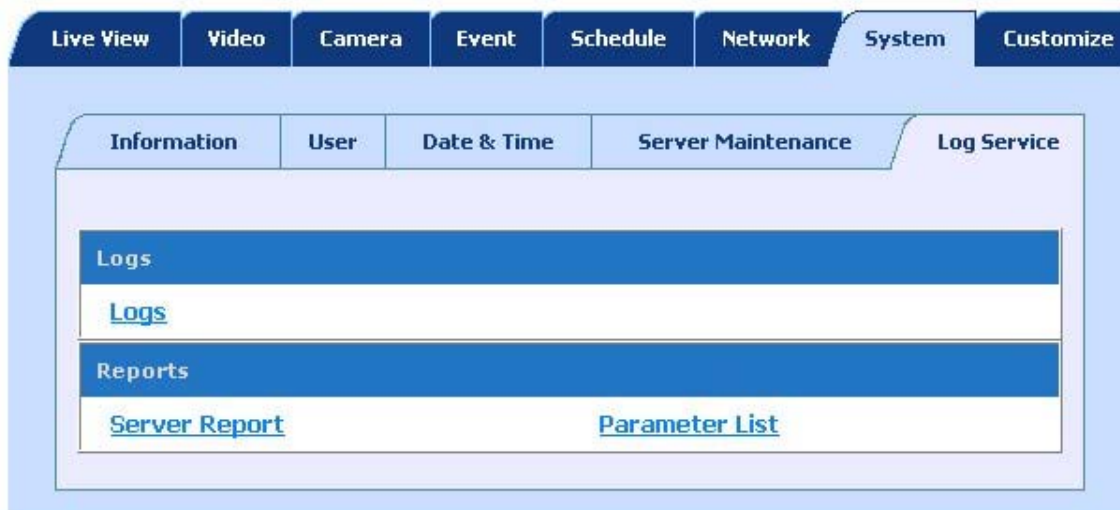 Live View Video Camera Event Schedule Network System Customize
Information User Date & Time Server Maintenance Log Service
Logs
Logs
Reports
Server Report Parameter List